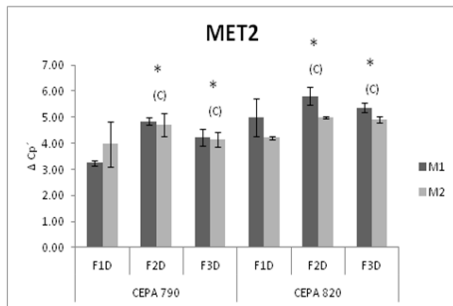 MET2
7.00
6.00
5.00
4.00
3.00
2.00
1.00
0.00
Δ Cp´
*
(C)
*
(C)
*
(C)
*
(C)
M1
M2
F1D F2D F3D F1D F2D F3D
CEPA 790 CEPA 820